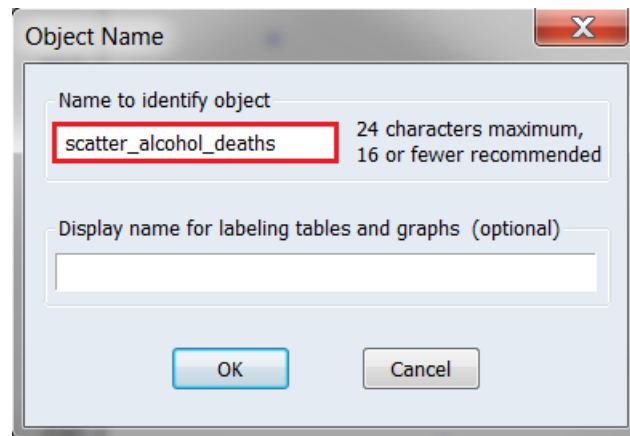 Object Name
X
Name to identify object
scatter_alcohol_deaths
24 characters maximum,
16 or fewer recommended
Display name for labeling tables and graphs (optional)
OK
Cancel